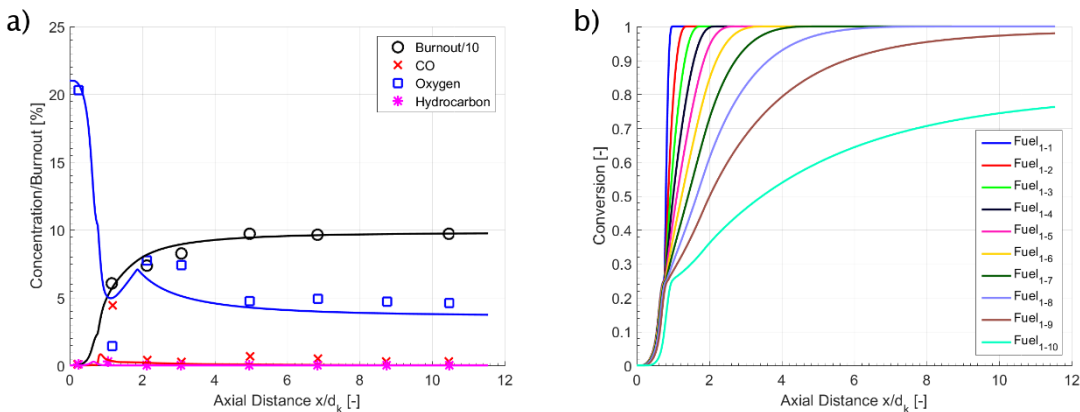 a)
Concentration/Burnout [%]
25
20
15
10
5
0
Burnout/10
CO
Oxygen
Hydrocarbon
0 2 4 6 8 10 12
Axial Distance x/d_k [-]
b)
Conversion [-]
1
0.9
0.8
0.7
0.6
0.5
0.4
0.3
0.2
0.1
0
Fuel_1-1
Fuel_1-2
Fuel_1-3
Fuel_1-4
Fuel_1-5
Fuel_1-6
Fuel_1-7
Fuel_1-8
Fuel_1-9
Fuel_1-10
0 2 4 6 8 10 12
Axial Distance x/d_k [-]